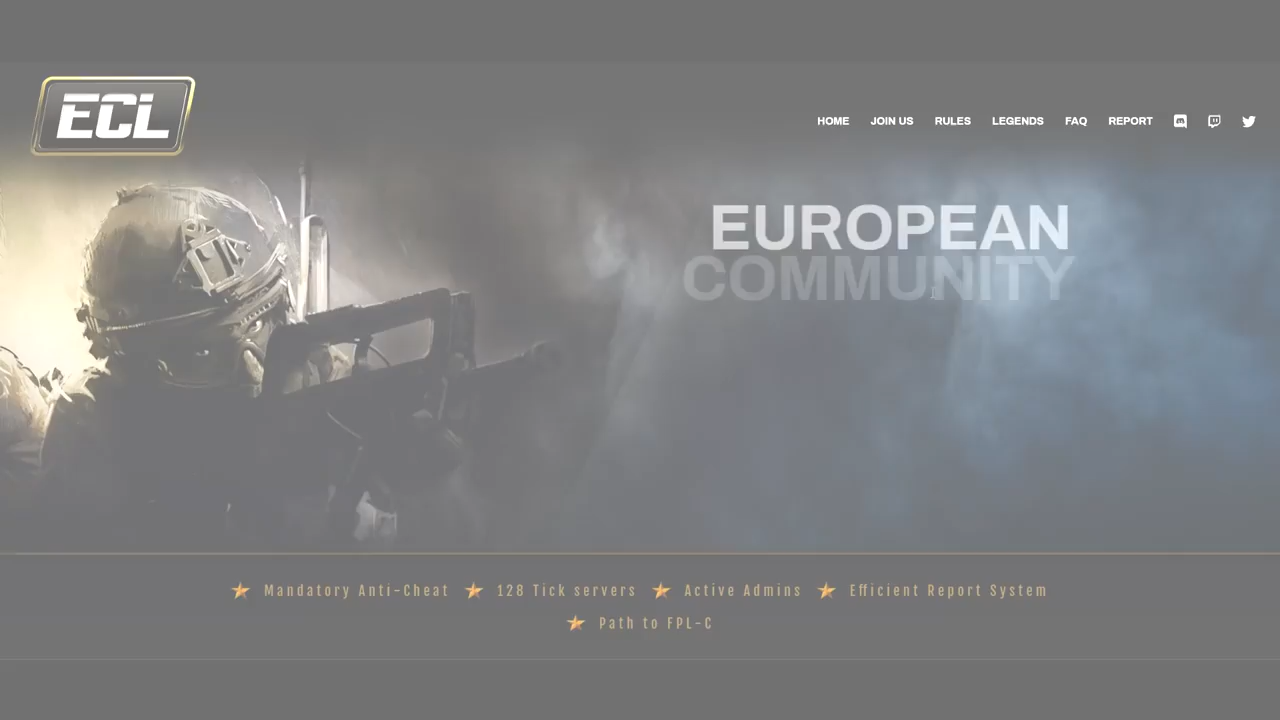 ECL
HOME JOIN US RULES LEGENDS FAQ REPORT
EUROPEAN
COMMUNITY
Mandatory Anti-Cheat 128 Tick servers Active Admins Efficient Report System
Path to FPL-C